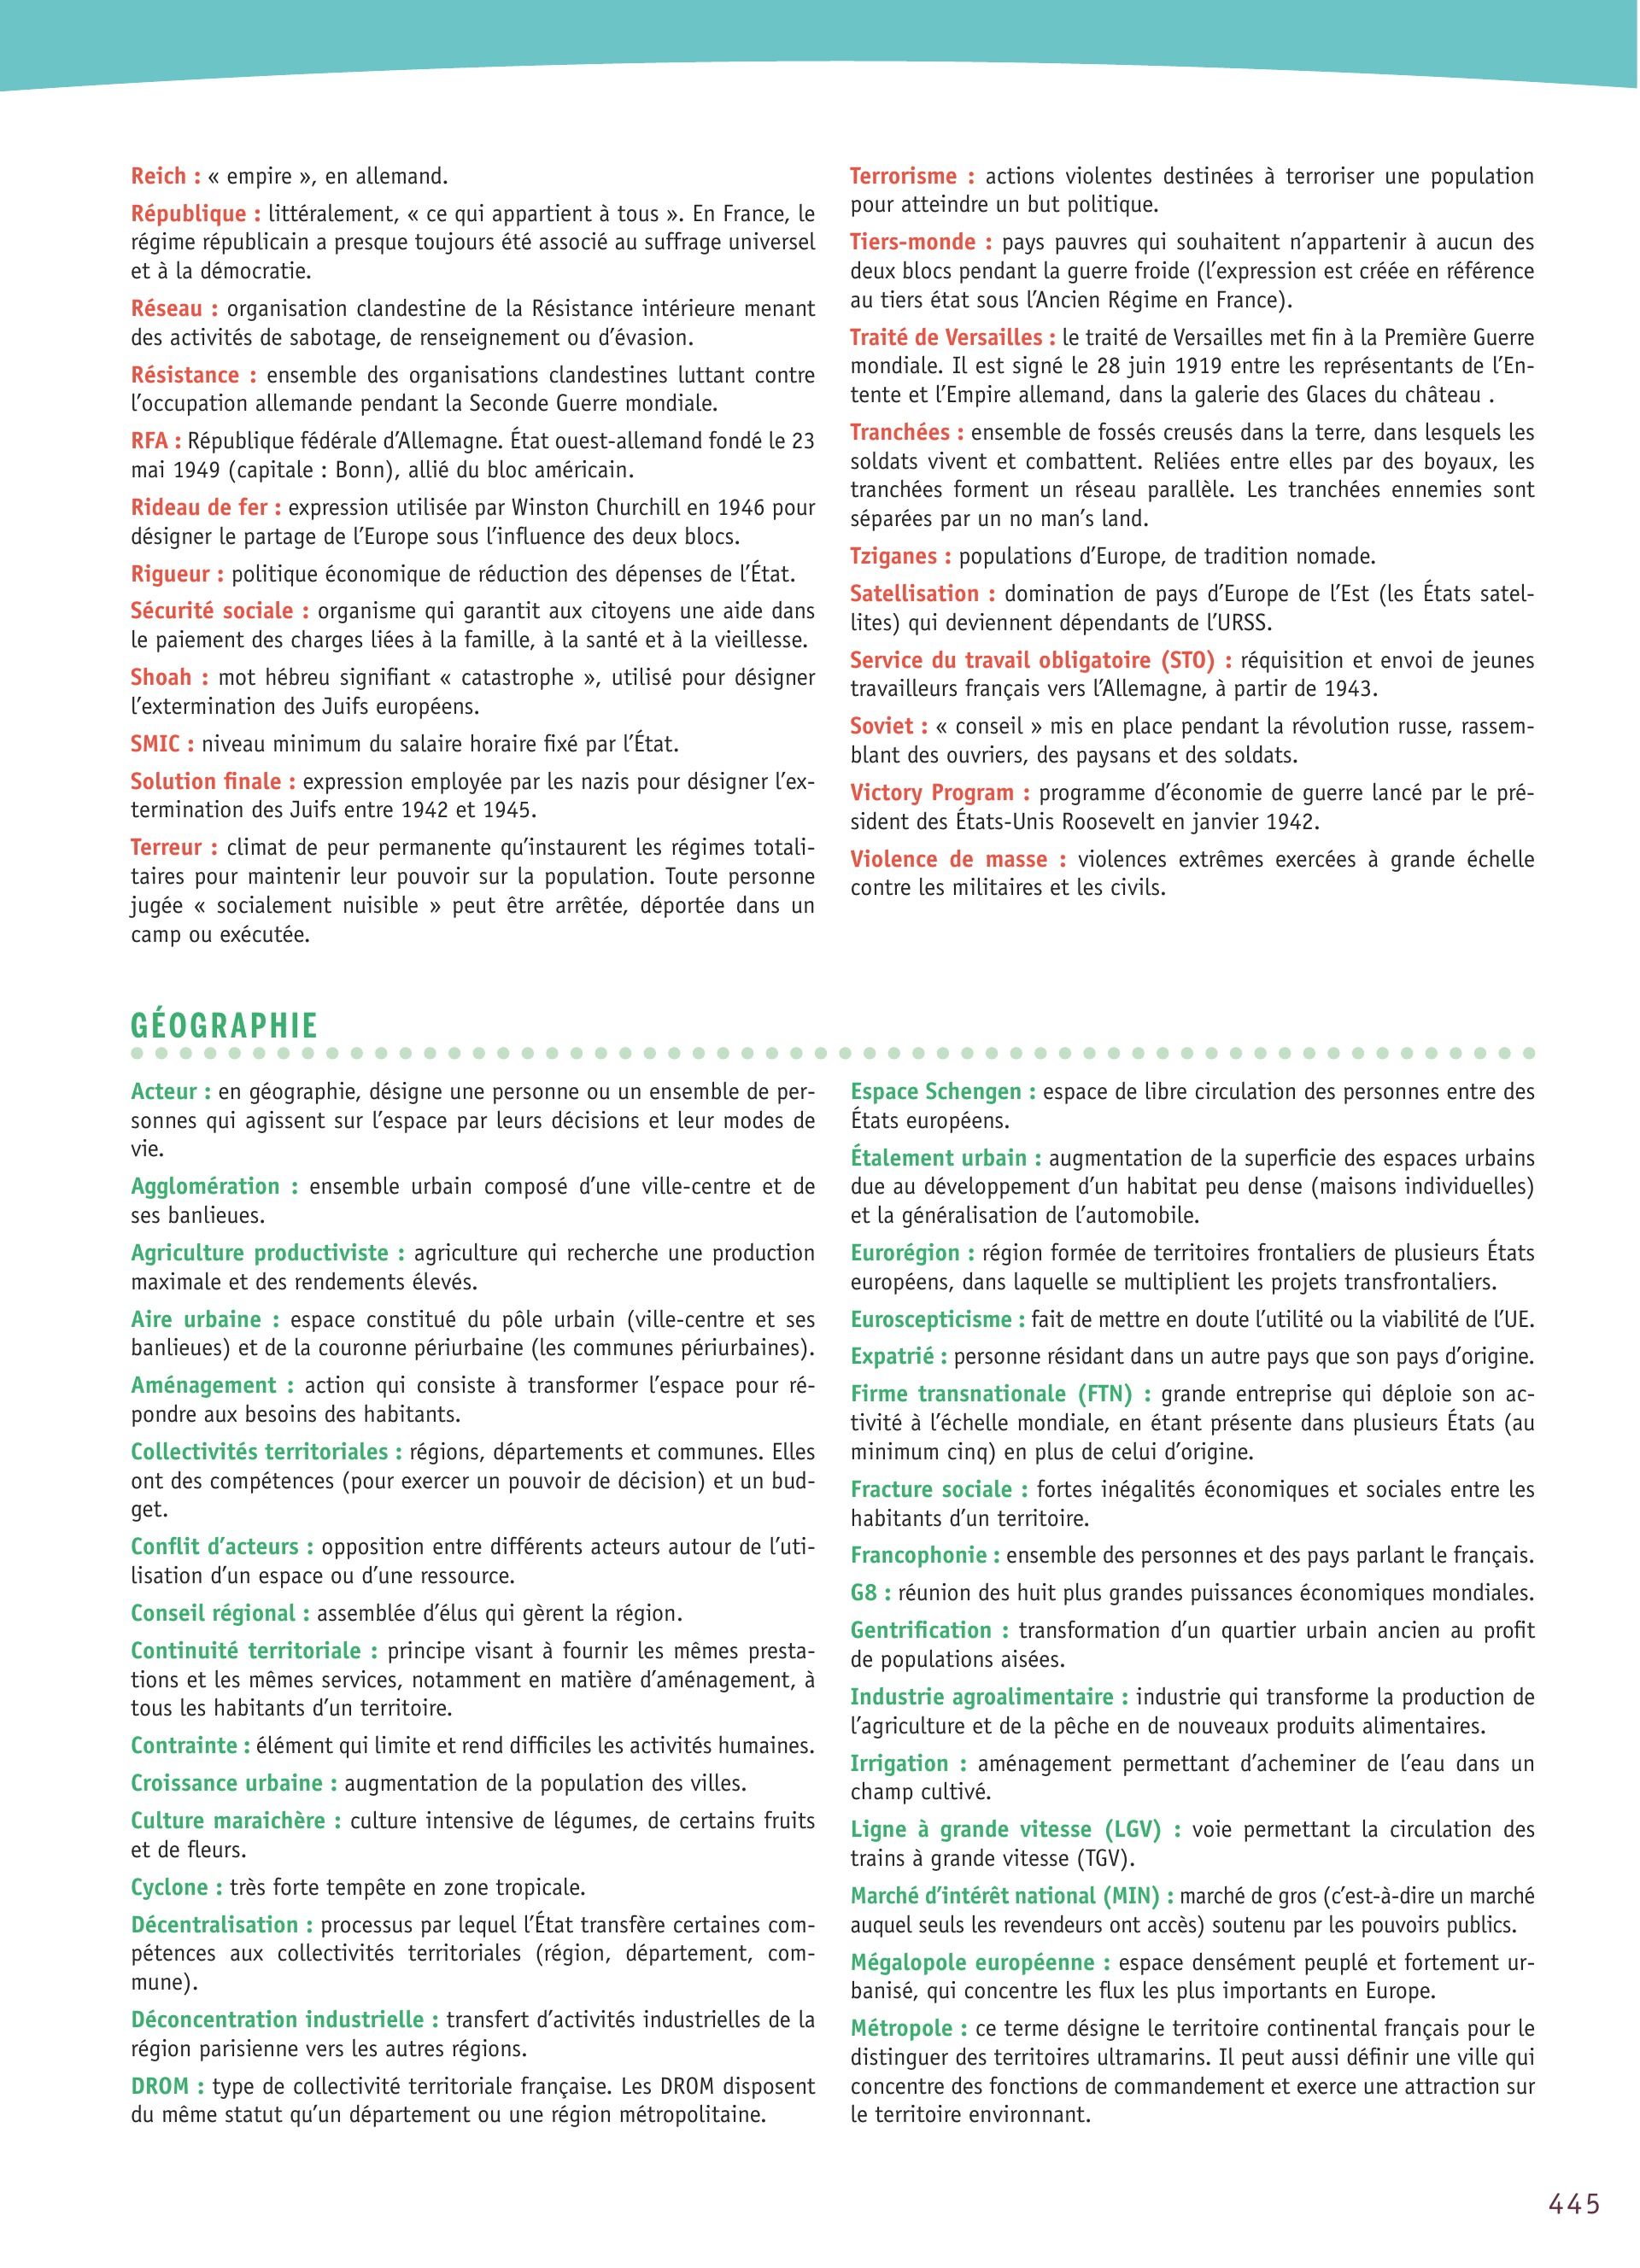 Reich : « empire », en allemand.
République : littéralement, « ce qui appartient à tous ». En France, le
régime républicain a presque toujours été associé au suffrage universel
et à la démocratie.
Réseau : organisation clandestine de la Résistance intérieure menant
des activités de sabotage, de renseignement ou d’évasion.
Résistance : ensemble des organisations clandestines luttant contre
l’occupation allemande pendant la Seconde Guerre mondiale.
RFA : République fédérale d’Allemagne. État ouest-allemand fondé le 23
mai 1949 (capitale : Bonn), allié du bloc américain.
Rideau de fer : expression utilisée par Winston Churchill en 1946 pour
désigner le partage de l’Europe sous l’influence des deux blocs.
Rigueur : politique économique de réduction des dépenses de l’État.
Sécurité sociale : organisme qui garantit aux citoyens une aide dans
le paiement des charges liées à la famille, à la santé et à la vieillesse.
Shoah : mot hébreu signifiant « catastrophe », utilisé pour désigner
l’extermination des Juifs européens.
SMIC : niveau minimum du salaire horaire fixé par l’État.
Solution finale : expression employée par les nazis pour désigner l’ex-
termination des Juifs entre 1942 et 1945.
Terreur : climat de peur permanente qu’instaurent les régimes totali-
taires pour maintenir leur pouvoir sur la population. Toute personne
jugée « socialement nuisible » peut être arrêtée, déportée dans un
camp ou exécutée.
Terrorisme : actions violentes destinées à terroriser une population
pour atteindre un but politique.
Tiers-monde : pays pauvres qui souhaitent n’appartenir à aucun des
deux blocs pendant la guerre froide (l’expression est créée en référence
au tiers état sous l’Ancien Régime en France).
Traité de Versailles : le traité de Versailles met fin à la Première Guerre
mondiale. Il est signé le 28 juin 1919 entre les représentants de l’En-
tente et l’Empire allemand, dans la galerie des Glaces du château .
Tranchées : ensemble de fossés creusés dans la terre, dans lesquels les
soldats vivent et combattent. Reliées entre elles par des boyaux, les
tranchées forment un réseau parallèle. Les tranchées ennemies sont
séparées par un no man’s land.
Tziganes : populations d’Europe, de tradition nomade.
Satellisation : domination de pays d’Europe de l’Est (les États satel-
lites) qui deviennent dépendants de l’URSS.
Service du travail obligatoire (STO) : réquisition et envoi de jeunes
travailleurs français vers l’Allemagne, à partir de 1943.
Soviet : « conseil » mis en place pendant la révolution russe, rassem-
blant des ouvriers, des paysans et des soldats.
Victory Program : programme d’économie de guerre lancé par le pré-
sident des États-Unis Roosevelt en janvier 1942.
Violence de masse : violences extrêmes exercées à grande échelle
contre les militaires et les civils.
GÉOGRAPHIE
Acteur : en géographie, désigne une personne ou un ensemble de per-
sonnes qui agissent sur l’espace par leurs décisions et leur modes de
vie.
Agglomération : ensemble urbain composé d’une ville-centre et de
ses banlieues.
Agriculture productiviste : agriculture qui recherche une production
maximale et des rendements élevés.
Aire urbaine : espace constitué du pôle urbain (ville-centre et ses
banlieues) et de la couronne périurbaine (les communes périurbaines).
Aménagement : action qui consiste à transformer l’espace pour ré-
pondre aux besoins des habitants.
Collectivités territoriales : régions, départements et communes. Elles
ont des compétences (pour exercer un pouvoir de décision) et un bud-
get.
Conflit d’acteurs : opposition entre différents acteurs autour de l’uti-
lisation d’un espace ou d’une ressource.
Conseil régional : assemblée d’élus qui gèrent la région.
Continuité territoriale : principe visant à fournir les mêmes presta-
tions et les mêmes services, notamment en matière d’aménagement, à
tous les habitants d’un territoire.
Contrainte : élément qui limite et rend difficiles les activités humaines.
Croissance urbaine : augmentation de la population des villes.
Culture maraichère : culture intensive de légumes, de certains fruits
et de fleurs.
Cyclone : très forte tempête en zone tropicale.
Décentralisation : processus par lequel l’État transfère certaines com-
pétences aux collectivités territoriales (région, département, com-
mune).
Déconcentration industrielle : transfert d’activités industrielles de la
région parisienne vers les autres régions.
DROM : type de collectivité territoriale française. Les DROM disposent
du même statut qu’un département ou une région métropolitaine.
Espace Schengen : espace de libre circulation des personnes entre des
États européens.
Étalement urbain : augmentation de la superficie des espaces urbains
due au développement d’un habitat peu dense (maisons individuelles)
et la généralisation de l’automobile.
Eurorégion : région formée de territoires frontaliers de plusieurs États
européens, dans laquelle se multiplient les projets transfrontaliers.
Euroscepticisme : fait de mettre en doute l’utilité ou la viabilité de l’UE.
Expatrié : personne résidant dans un autre pays que son pays d’origine.
Firme transnationale (FTN) : grande entreprise qui déploie son ac-
tivité à l’échelle mondiale, en étant présente dans plusieurs États (au
minimum cinq) en plus de celui d’origine.
Fracture sociale : fortes inégalités économiques et sociales entre les
habitants d’un territoire.
Francophonie : ensemble des personnes et des pays parlant le français.
G8 : réunion des huit plus grandes puissances économiques mondiales.
Gentrification : transformation d’un quartier urbain ancien au profit
de populations aisées.
Industrie agroalimentaire : industrie qui transforme la production de
l’agriculture et de la pêche en de nouveaux produits alimentaires.
Irrigation : aménagement permettant d’acheminer de l’eau dans un
champ cultivé.
Ligne à grande vitesse (LGV) : voie permettant la circulation des
trains à grande vitesse (TGV).
Marché d’intérêt national (MIN) : marché de gros (c’est-à-dire un marché
auquel seuls les revendeurs ont accès) soutenu par les pouvoirs publics.
Mégalopole européenne : espace densément peuplé et fortement ur-
banisé, qui concentre les flux les plus importants en Europe.
Métropole : ce terme désigne le territoire continental français pour le
distinguer des territoires ultramarins. Il peut aussi définir une ville qui
concentre des fonctions de commandement et exerce une attraction sur
le territoire environnant.
445